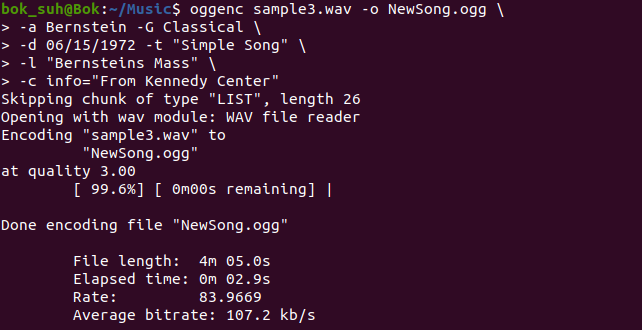 bok_suh@Bok:~/Music$ oggenc sample3.wav -o NewSong.ogg \
> -a Bernstein -G Classical \
> -d 06/15/1972 -t "Simple Song" \
> -l "Bernsteins Mass" \
> -c info="From Kennedy Center"
Skipping chunk of type "LIST", length 26
Opening with wav module: WAV file reader
Encoding "sample3.wav" to
         "NewSong.ogg"
at quality 3.00
        [ 99.6%] [ 0m00s remaining] |
Done encoding file "NewSong.ogg"
        File length:  4m 05.0s
        Elapsed time: 0m 02.9s
        Rate:         83.9669
        Average bitrate: 107.2 kb/s